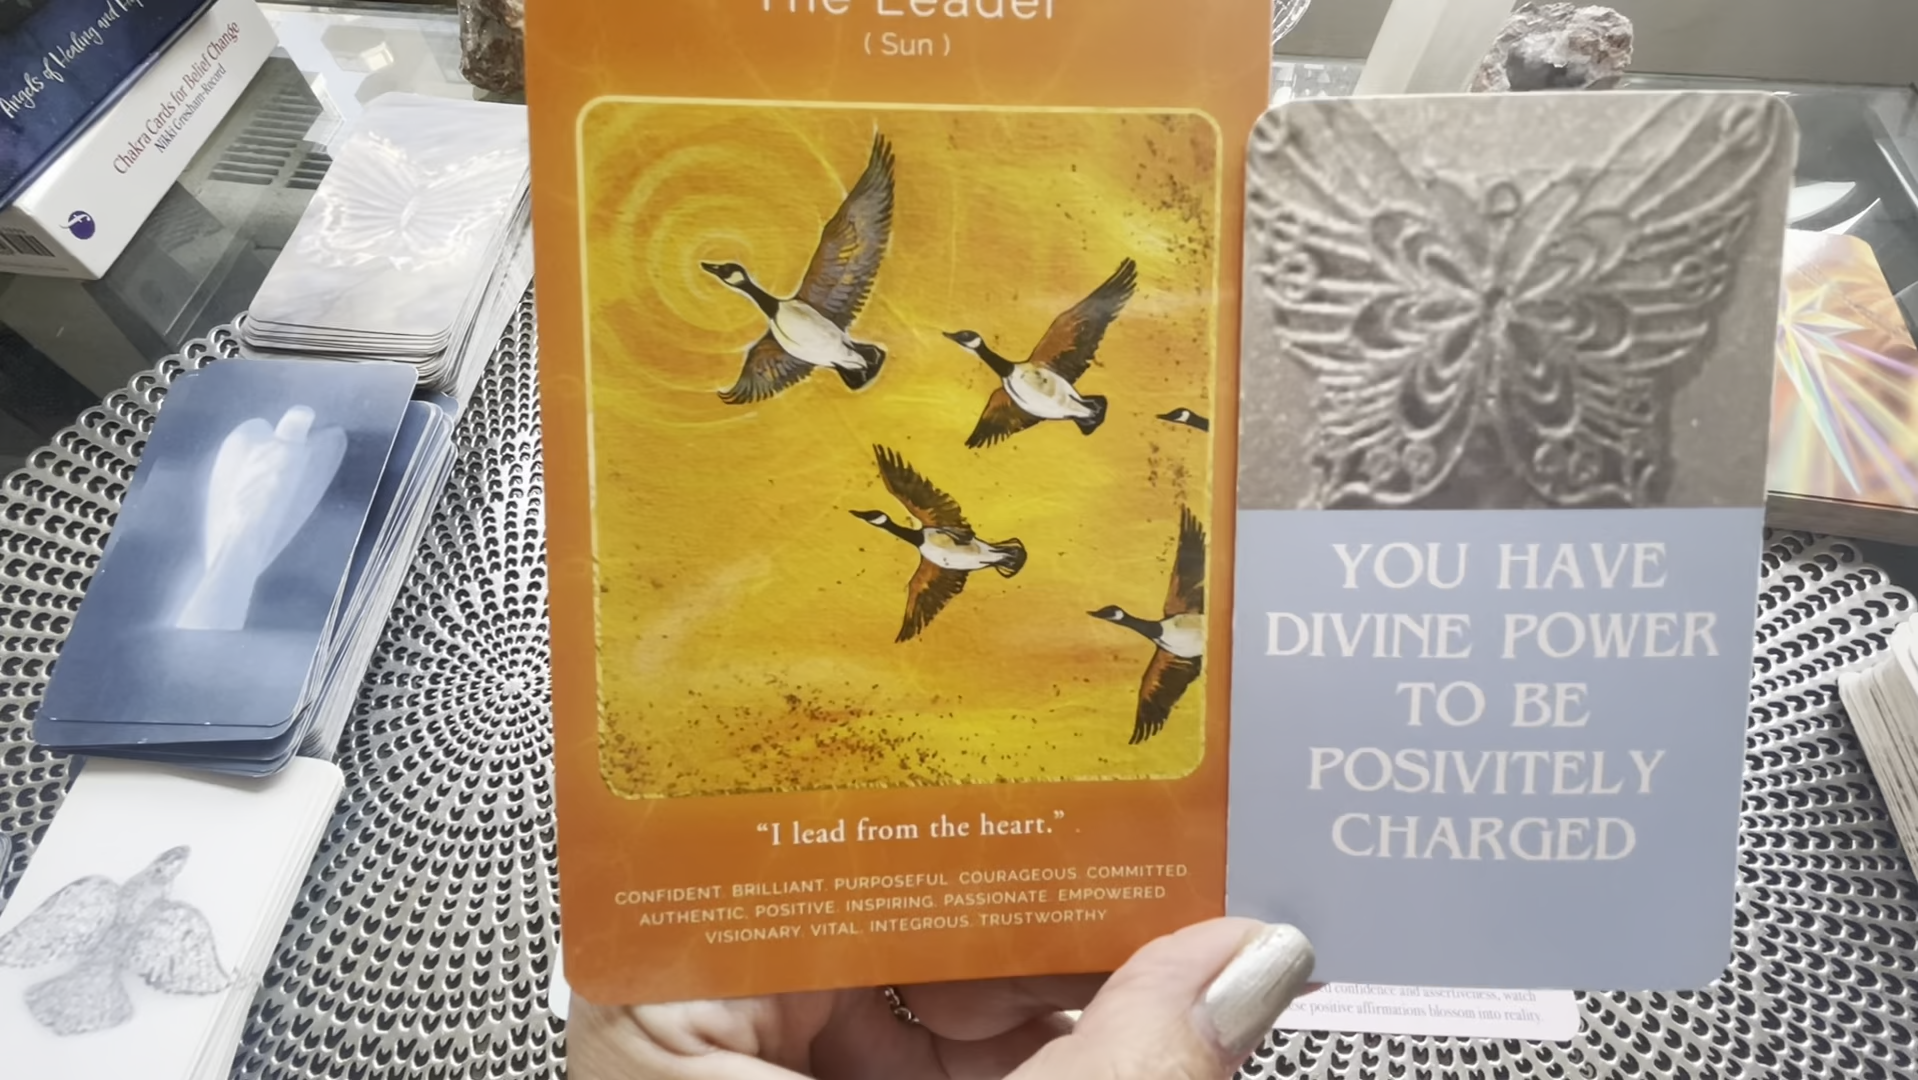 Angels of Healing and
Chakra Cards for Belief Change
Nikki Gresham-Record
The Leader
( Sun )
“I lead from the heart.”
CONFIDENT. BRILLIANT. PURPOSEFUL. COURAGEOUS. COMMITTED.
AUTHENTIC. POSITIVE. INSPIRING. PASSIONATE. EMPOWERED.
VISIONARY. VITAL. INTEGROUS. TRUSTWORTHY
YOU HAVE
DIVINE POWER
TO BE
POSIVITELY
CHARGED
confidence and assertiveness, watch
positive affirmations blossom into reality.